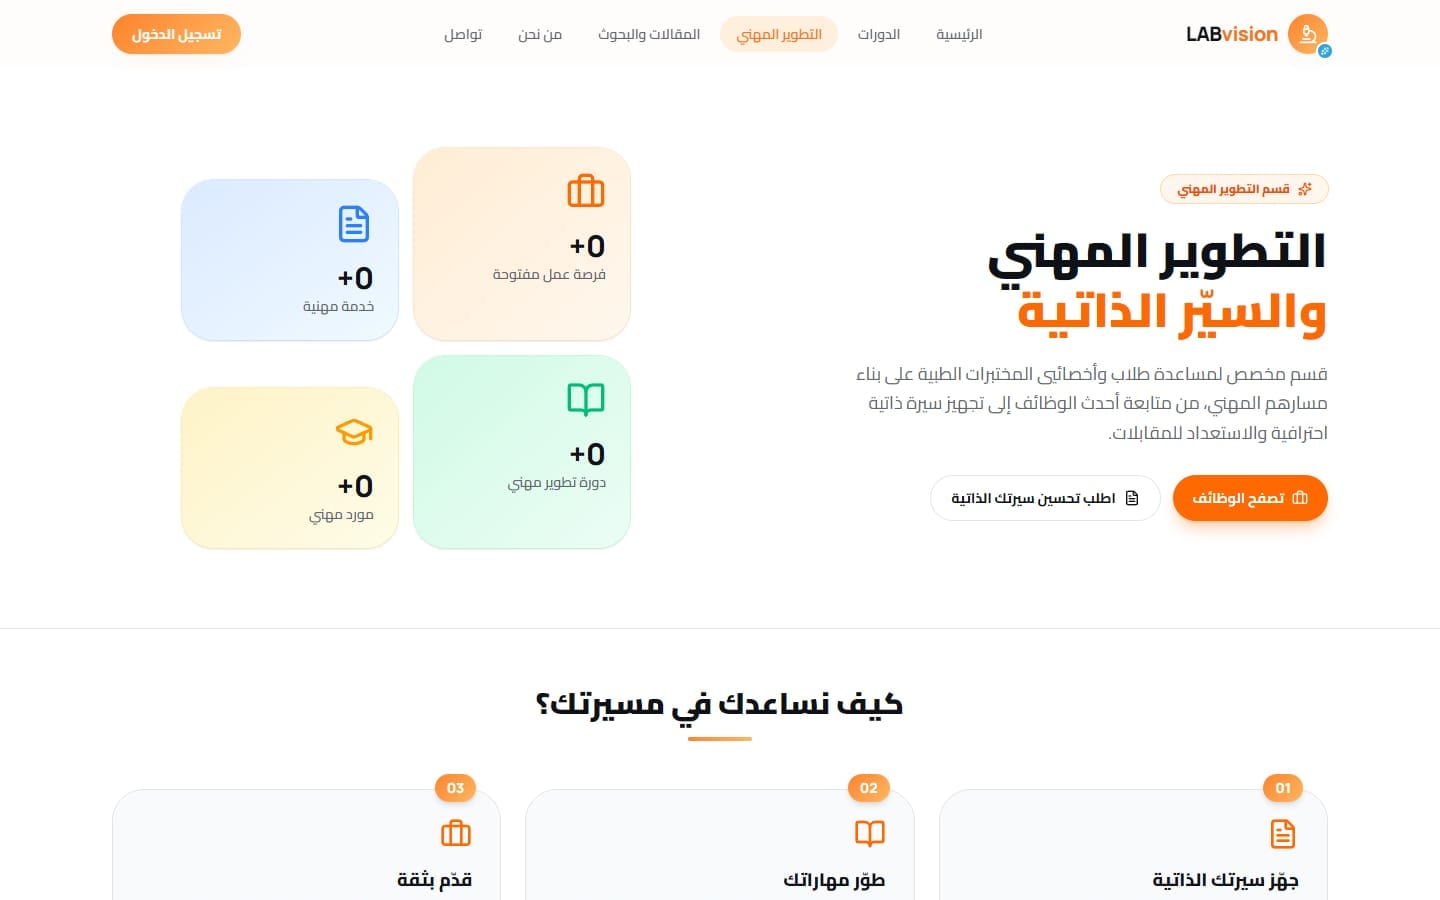 LABvision
الرئيسية
الدورات
التطوير المهني
المقالات والبحوث
من نحن
تواصل
تسجيل الدخول
قسم التطوير المهني
التطوير المهني
والسيّر الذاتية
قسم مخصص لمساعدة طلاب وأخصائيي المختبرات الطبية على بناء
مسارهم المهني، من متابعة أحدث الوظائف إلى تجهيز سيرة ذاتية
احترافية والاستعداد للمقابلات.
تصفح الوظائف
اطلب تحسين سيرتك الذاتية
+0
فرصة عمل مفتوحة
+0
خدمة مهنية
+0
دورة تطوير مهني
+0
مورد مهني
كيف نساعدك في مسيرتك؟
01
جهّز سيرتك الذاتية
02
طوّر مهاراتك
03
قدّم بثقة